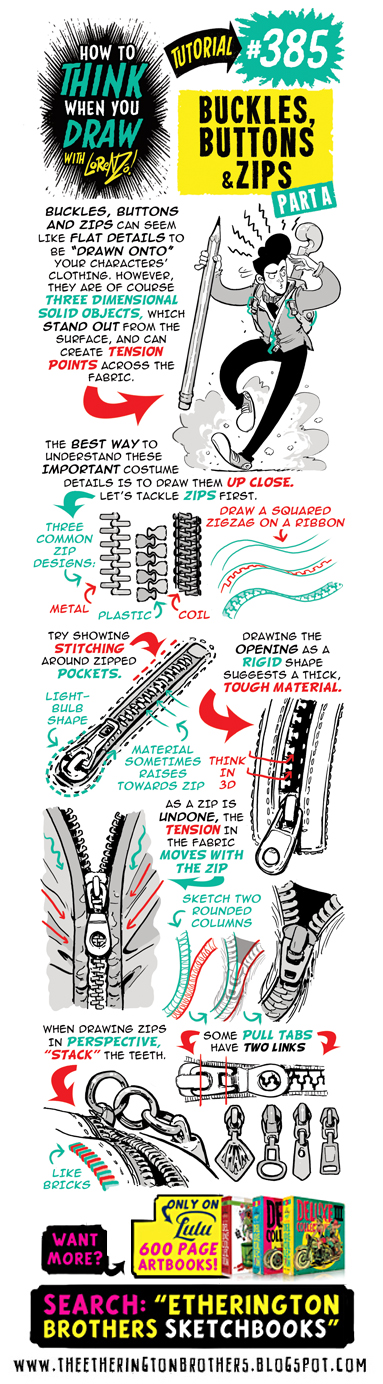 HOW TO
THINK
WHEN YOU
DRAW
WITH LORENZO!
TUTORIAL
#385
BUCKLES,
BUTTONS
& ZIPS
PART A
BUCKLES, BUTTONS
AND ZIPS CAN SEEM
LIKE FLAT DETAILS TO
BE "DRAWN ONTO"
YOUR CHARACTERS'
CLOTHING. HOWEVER,
THEY ARE OF COURSE
THREE DIMENSIONAL
SOLID OBJECTS, WHICH
STAND OUT FROM THE
SURFACE, AND CAN
CREATE TENSION
POINTS ACROSS THE
FABRIC.
THE BEST WAY TO
UNDERSTAND THESE
IMPORTANT COSTUME
DETAILS IS TO DRAW THEM UP CLOSE.
LET'S TACKLE ZIPS FIRST.
THREE
COMMON
ZIP
DESIGNS:
METAL
PLASTIC
COIL
DRAW A SQUARED
ZIGZAG ON A RIBBON
TRY SHOWING
STITCHING
AROUND ZIPPED
POCKETS.
LIGHT-
BULB
SHAPE
MATERIAL
SOMETIMES
RAISES
TOWARDS ZIP
DRAWING THE
OPENING AS A
RIGID SHAPE
SUGGESTS A THICK,
TOUGH MATERIAL.
THINK
IN
3D
AS A ZIP IS
UNDONE, THE
TENSION IN
THE FABRIC
MOVES WITH
THE ZIP
SKETCH TWO
ROUNDED
COLUMNS
WHEN DRAWING ZIPS
IN PERSPECTIVE,
"STACK" THE TEETH.
LIKE
BRICKS
SOME PULL TABS
HAVE TWO LINKS
WANT
MORE?
ONLY ON
Lulu
600 PAGE
ARTBOOKS!
SEARCH: "ETHERINGTON
BROTHERS SKETCHBOOKS"
WWW.THEETHERINGTONBROTHERS.BLOGSPOT.COM